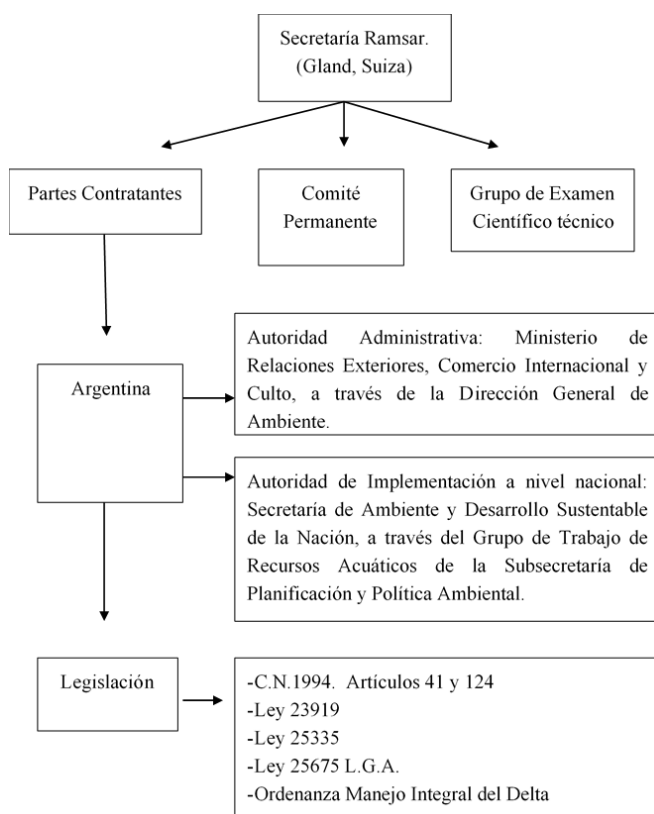 Secretaría Ramsar.
(Gland, Suiza)
Partes Contratantes
Comité
Permanente
Grupo de Examen
Científico técnico
Argentina
Autoridad Administrativa: Ministerio de
Relaciones Exteriores, Comercio Internacional y
Culto, a través de la Dirección General de
Ambiente.
Autoridad de Implementación a nivel nacional:
Secretaría de Ambiente y Desarrollo Sustentable
de la Nación, a través del Grupo de Trabajo de
Recursos Acuáticos de la Subsecretaría de
Planificación y Política Ambiental.
Legislación
-C.N.1994. Artículos 41 y 124
-Ley 23919
-Ley 25335
-Ley 25675 L.G.A.
-Ordenanza Manejo Integral del Delta